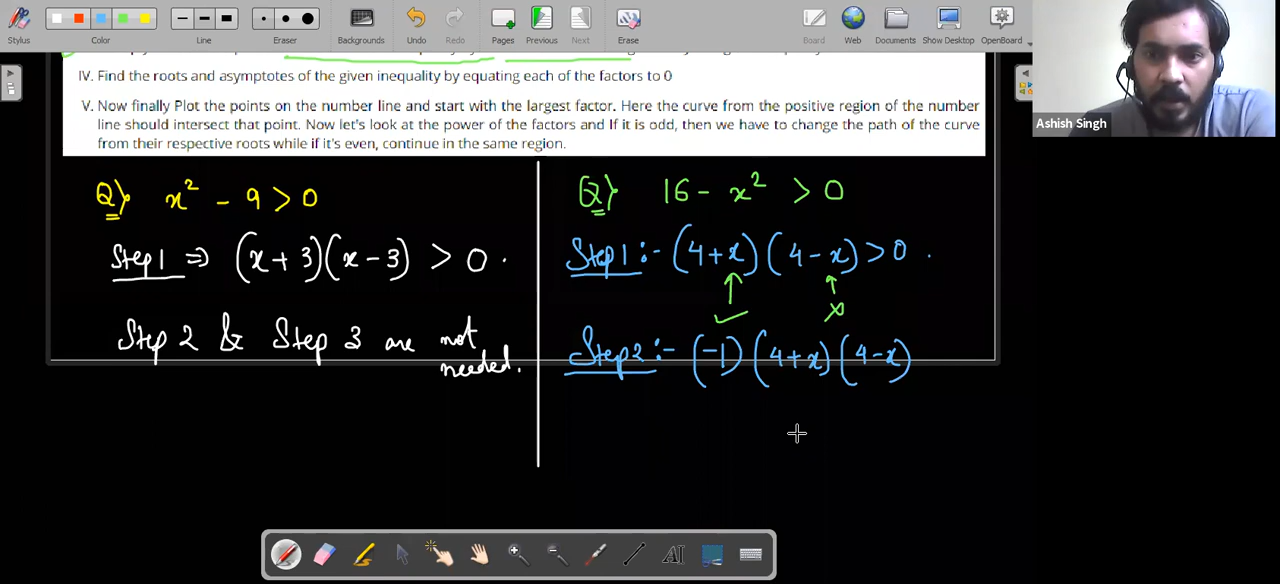 Stylus
Color
Line
Eraser
Backgrounds
Undo
Redo
Pages
Previous
Next
Erase
Board
Web
Documents
Show Desktop
OpenBoard
IV. Find the roots and asymptotes of the given inequality by equating each of the factors to 0
V. Now finally Plot the points on the number line and start with the largest factor. Here the curve from the positive region of the number
line should intersect that point. Now let's look at the power of the factors and If it is odd, then we have to change the path of the curve
from their respective roots while if it's even, continue in the same region.
Ashish Singh
Q} x² - 9 > 0
Step 1 ⇒ (x + 3)(x - 3) > 0 .
Step 2 & Step 3 are not
needed.
Q} 16 - x² > 0
Step 1 :- (4 + x)(4 - x) > 0 .
Step 2 :- (-1)(4 + x)(4 - x)
AI